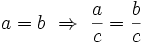 a = b ⇒ a/c = b/c